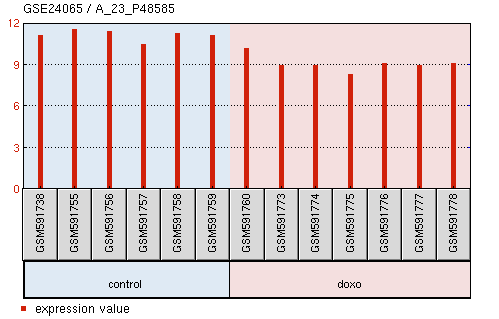 GSE24065 / A_23_P48585
12
9
6
3
0
GSM591738
GSM591755
GSM591756
GSM591757
GSM591758
GSM591759
GSM591760
GSM591773
GSM591774
GSM591775
GSM591776
GSM591777
GSM591778
control
doxo
expression value